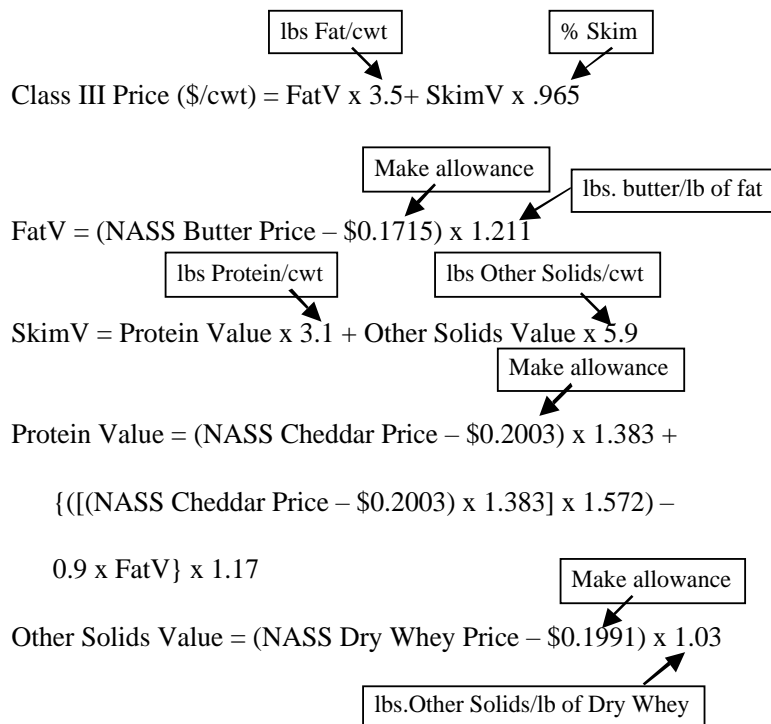 lbs Fat/cwt
% Skim
Class III Price ($/cwt) = FatV x 3.5+ SkimV x .965
Make allowance
lbs. butter/lb of fat
FatV = (NASS Butter Price – $0.1715) x 1.211
lbs Protein/cwt
lbs Other Solids/cwt
SkimV = Protein Value x 3.1 + Other Solids Value x 5.9
Make allowance
Protein Value = (NASS Cheddar Price – $0.2003) x 1.383 +
{([(NASS Cheddar Price – $0.2003) x 1.383] x 1.572) –
0.9 x FatV} x 1.17
Make allowance
Other Solids Value = (NASS Dry Whey Price – $0.1991) x 1.03
lbs.Other Solids/lb of Dry Whey